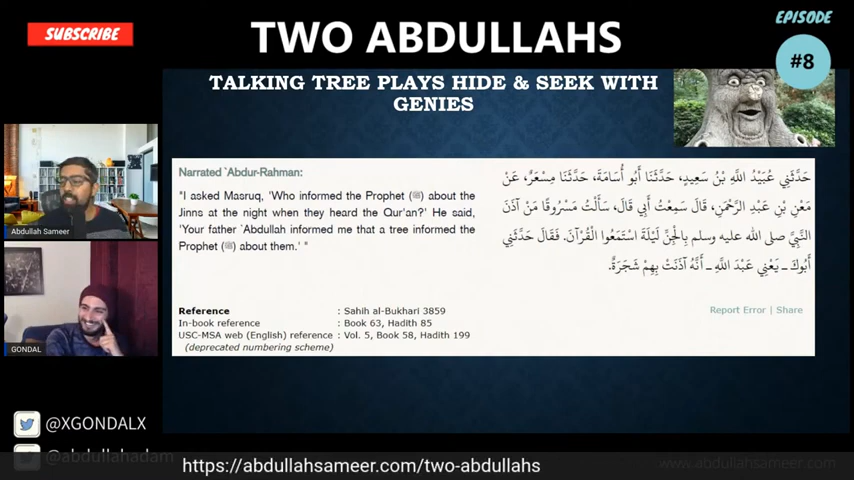 SUBSCRIBE
TWO ABDULLAHS
EPISODE
#8
TALKING TREE PLAYS HIDE & SEEK WITH
GENIES
Narrated `Abdur-Rahman:
"I asked Masruq, 'Who informed the Prophet (ﷺ) about the
Jinns at the night when they heard the Qur'an?' He said,
'Your father `Abdullah informed me that a tree informed the
Prophet (ﷺ) about them.' "
حَدَّثَنِي عُبَيْدُ اللَّهِ بْنُ سَعِيدٍ، حَدَّثَنَا أَبُو أُسَامَةَ، حَدَّثَنَا مِسْعَرٌ، عَنْ
مَعْنِ بْنِ عَبْدِ الرَّحْمَنِ، قَالَ سَمِعْتُ أَبِي قَالَ، سَأَلْتُ مَسْرُوقًا مَنْ آذَنَ
النَّبِيَّ صلى الله عليه وسلم بِالْجِنِّ لَيْلَةَ اسْتَمَعُوا الْقُرْآنَ‏.‏ فَقَالَ حَدَّثَنِي
أَبُوكَ ـ يَعْنِي عَبْدَ اللَّهِ ـ أَنَّهُ آذَنَتْ بِهِمْ شَجَرَةٌ‏.‏
Reference : Sahih al-Bukhari 3859
In-book reference : Book 63, Hadith 85
USC-MSA web (English) reference : Vol. 5, Book 58, Hadith 199
(deprecated numbering scheme)
Report Error | Share
Abdullah Sameer
GONDAL
@XGONDALX
@abdullahadam
https://abdullahsameer.com/two-abdullahs
www.abdullahsameer.com